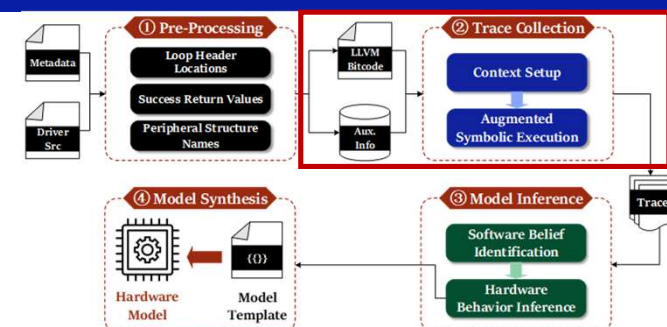 ① Pre-Processing
② Trace Collection
Metadata
Driver
Src
Loop Header
Locations
Success Return Values
Peripheral Structure
Names
LLVM
Bitcode
Aux.
Info
Context Setup
Augmented
Symbolic Execution
Trace
④ Model Synthesis
③ Model Inference
Hardware
Model
{{}}
Model
Template
Software Belief
Identification
Hardware
Behavior Inference